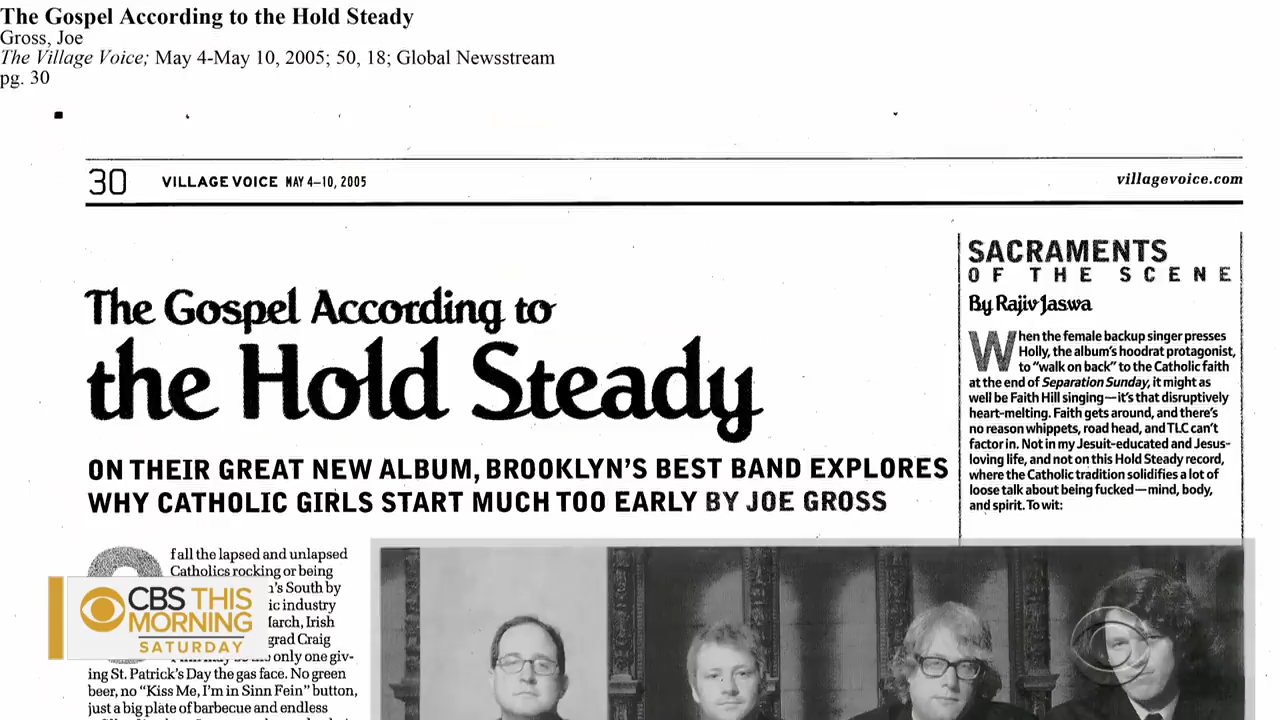 The Gospel According to the Hold Steady
Gross, Joe
The Village Voice; May 4-May 10, 2005; 50, 18; Global Newsstream
pg. 30
30 VILLAGE VOICE MAY 4–10, 2005
villagevoice.com
The Gospel According to
the Hold Steady
ON THEIR GREAT NEW ALBUM, BROOKLYN'S BEST BAND EXPLORES
WHY CATHOLIC GIRLS START MUCH TOO EARLY BY JOE GROSS
SACRAMENTS
OF THE SCENE
By Rajiv Jaswa
When the female backup singer presses
Holly, the album's hoodrat protagonist,
to "walk on back" to the Catholic faith
at the end of Separation Sunday, it might as
well be Faith Hill singing—it's that disruptively
heart-melting. Faith gets around, and there's
no reason whippets, road head, and TLC can't
factor in. Not in my Jesuit-educated and Jesus-
loving life, and not on this Hold Steady record,
where the Catholic tradition solidifies a lot of
loose talk about being fucked—mind, body,
and spirit. To wit:
Of all the lapsed and unlapsed
Catholics rocking or being
's South by
ic industry
March, Irish
grad Craig
only one giv-
ing St. Patrick's Day the gas face. No green
beer, no "Kiss Me, I'm in Sinn Fein" button,
just a big plate of barbecue and endless
CBS THIS
MORNING
SATURDAY